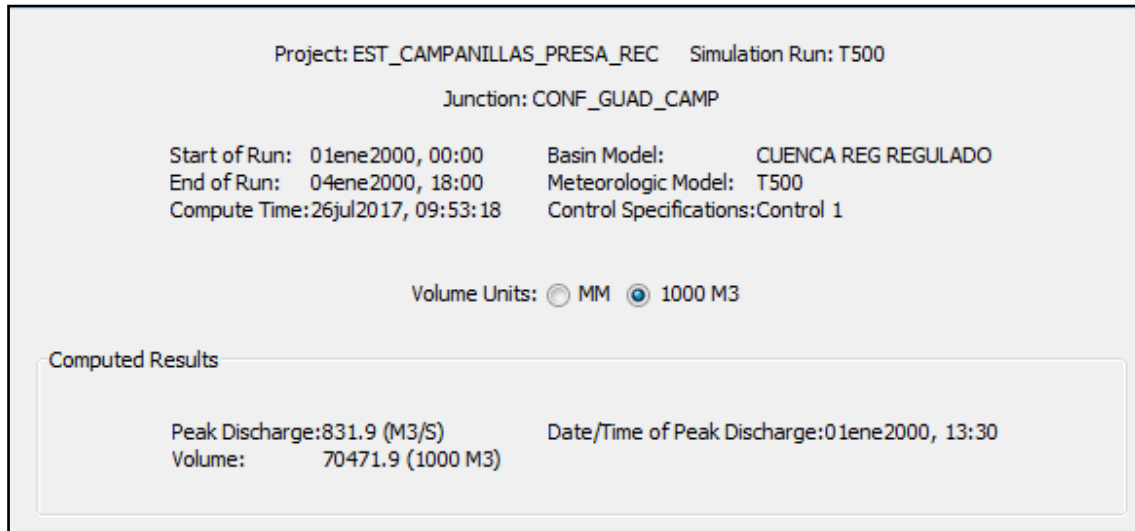 Project: EST_CAMPANILLAS_PRESA_REC Simulation Run: T500
Junction: CONF_GUAD_CAMP
Start of Run: 01ene2000, 00:00 Basin Model: CUENCA REG REGULADO
End of Run: 04ene2000, 18:00 Meteorologic Model: T500
Compute Time:26jul2017, 09:53:18 Control Specifications:Control 1
Volume Units: MM 1000 M3
Computed Results
Peak Discharge:831.9 (M3/S) Date/Time of Peak Discharge:01ene2000, 13:30
Volume: 70471.9 (1000 M3)